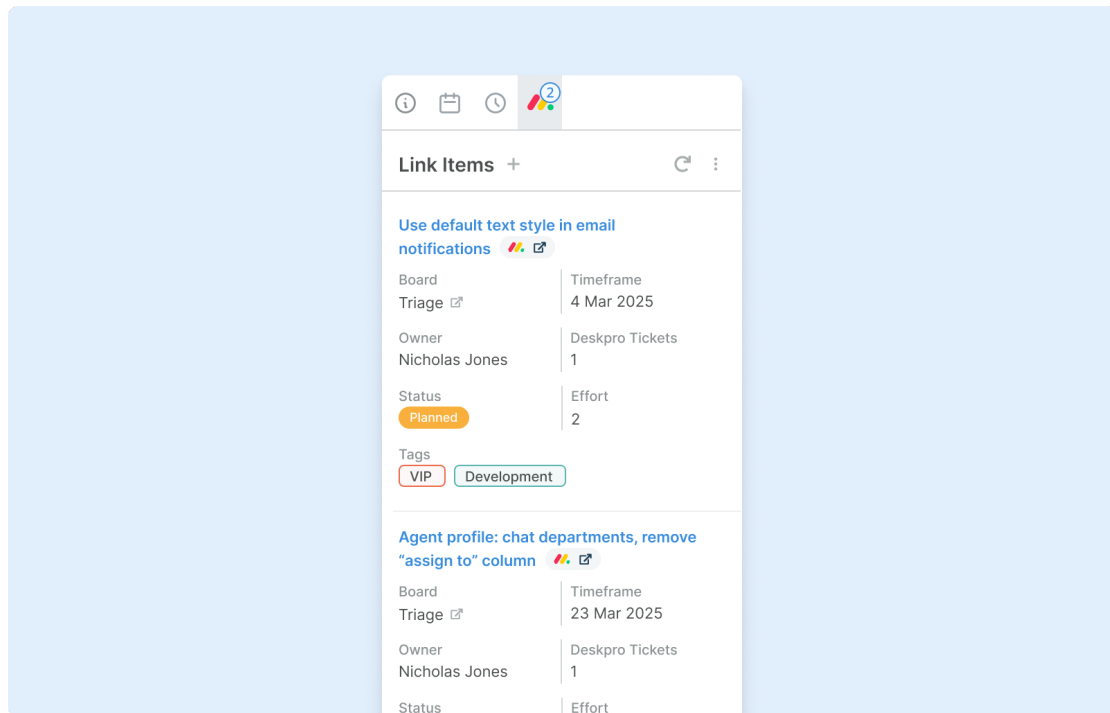 2
Link Items
Use default text style in email
notifications
Board
Timeframe
Triage
4 Mar 2025
Owner
Deskpro Tickets
Nicholas Jones
1
Status
Effort
Planned
2
Tags
VIP Development
Agent profile: chat departments, remove
“assign to” column
Board
Timeframe
Triage
23 Mar 2025
Owner
Deskpro Tickets
Nicholas Jones
1
Status
Effort